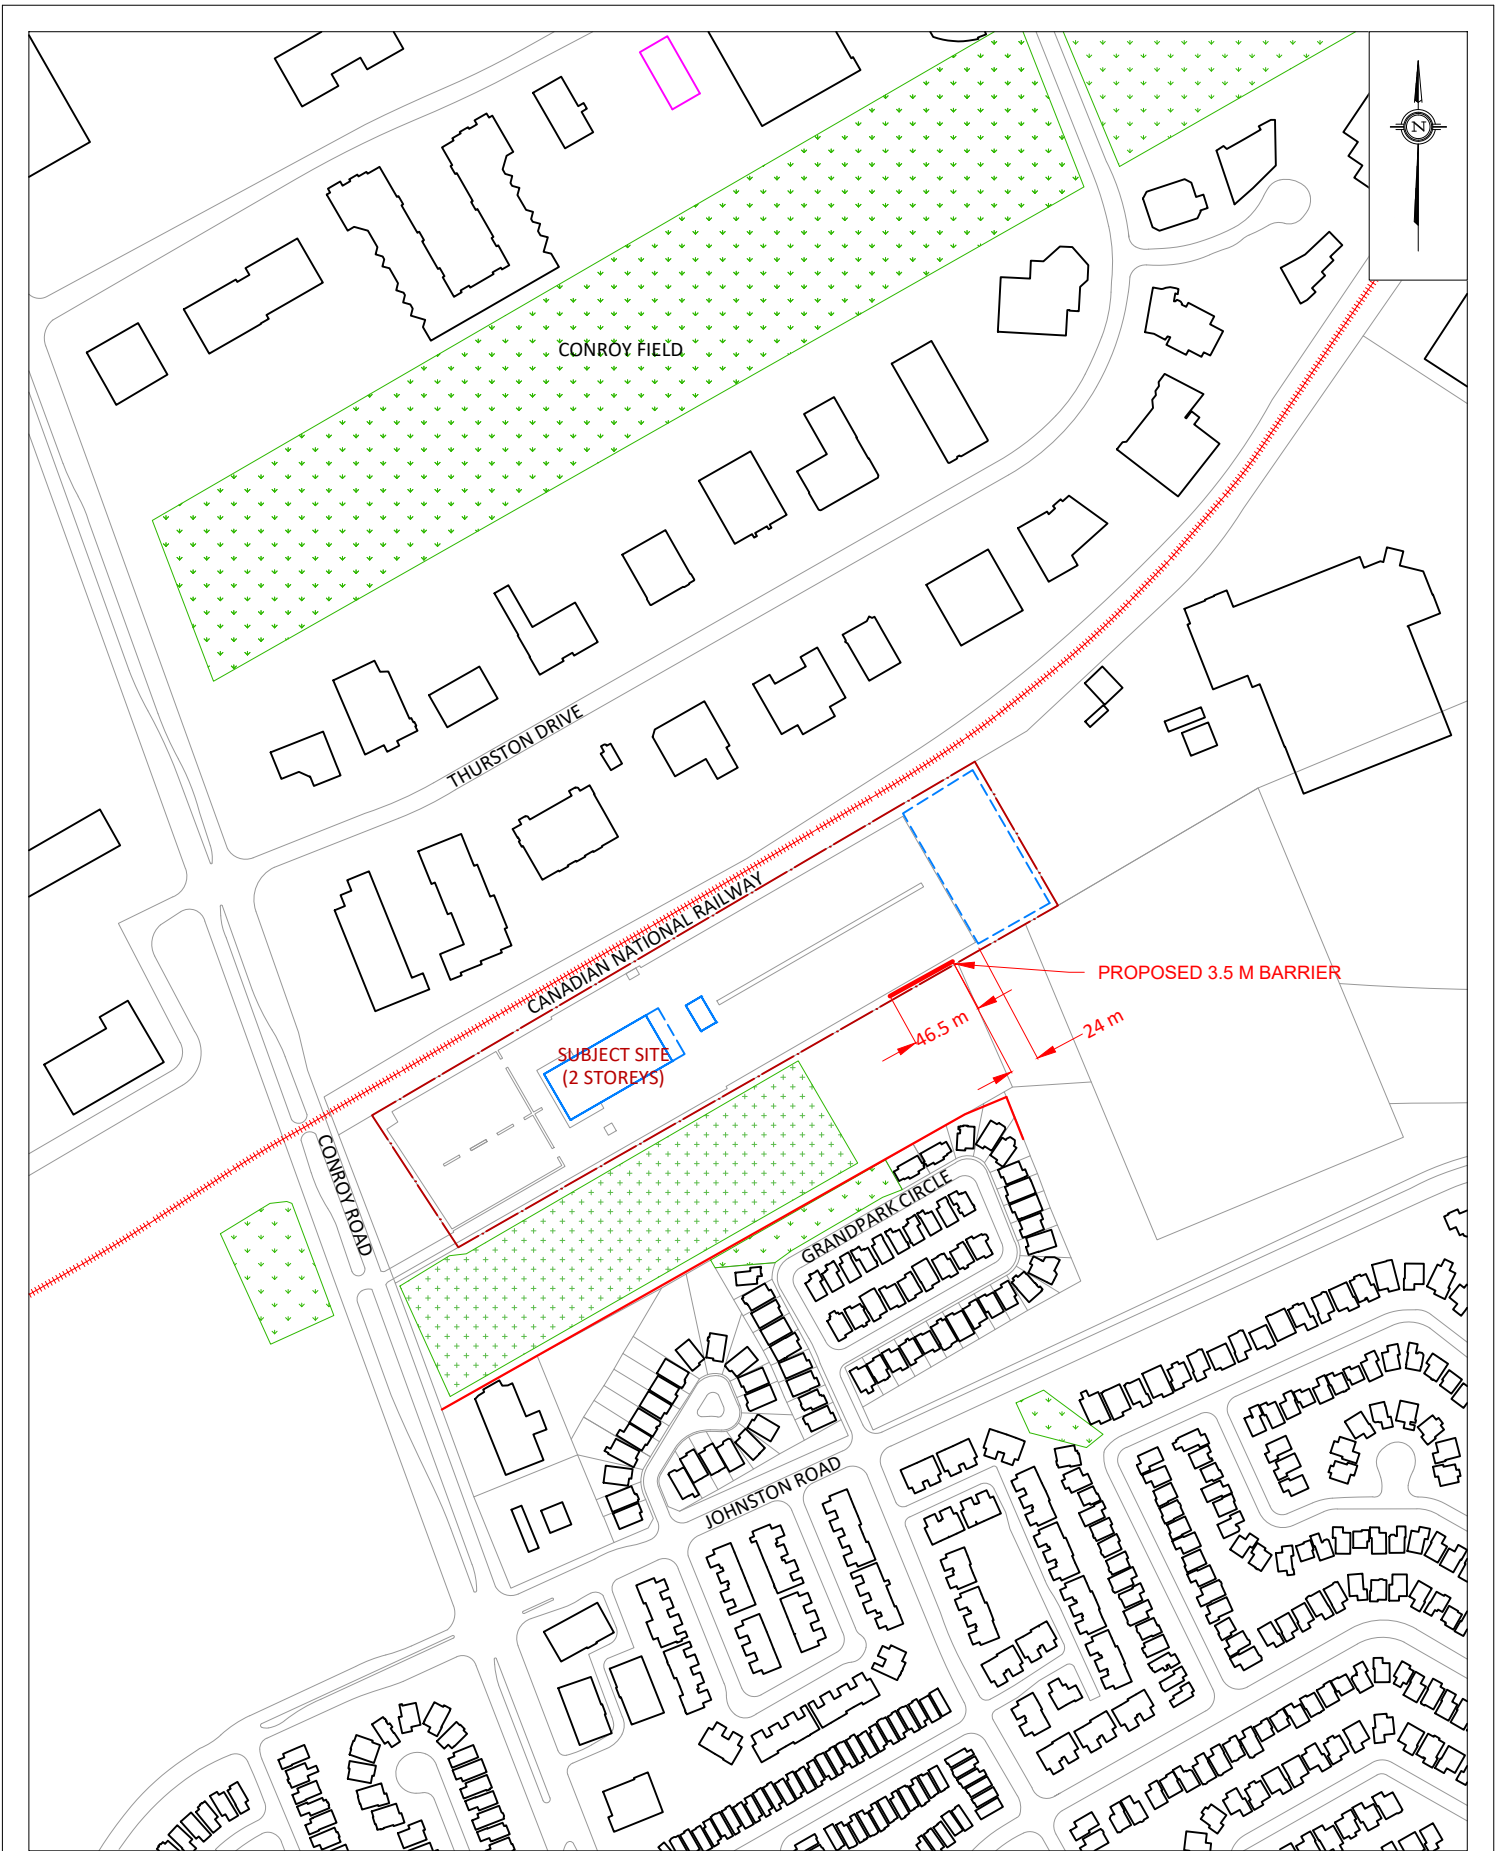 N
CONROY FIELD
THURSTON DRIVE
CANADIAN NATIONAL RAILWAY
PROPOSED 3.5 M BARRIER
46.5 m
24 m
SUBJECT SITE
(2 STOREYS)
CONROY ROAD
GRANDPARK CIRCLE
JOHNSTON ROAD